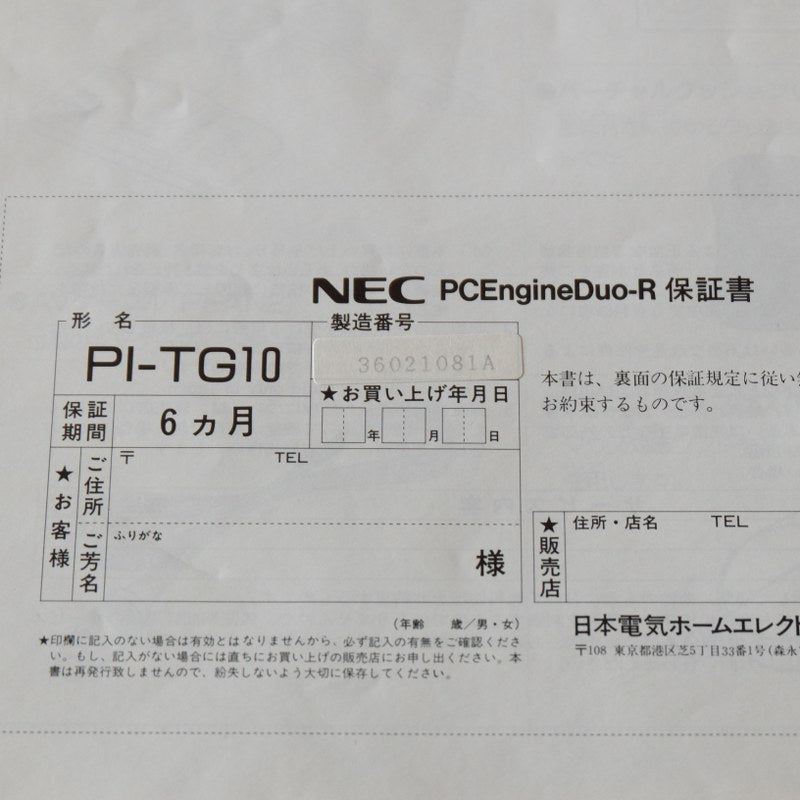 NEC PCEngineDuo-R 保証書
形 名
PI-TG10
製造番号
36021081A
保証期間
6ヵ月
★お買い上げ年月日
年 月 日
★お客様
ご住所
〒 TEL
ご芳名
ふりがな
様
(年齢 歳/男・女)
本書は、裏面の保証規定に従い
お約束するものです。
★販売店
住所・店名 TEL
日本電気ホームエレクト
〒108 東京都港区芝5丁目33番1号(森永
★印欄に記入のない場合は有効とはなりませんから、必ず記入の有無をご確認くださ
い。もし、記入がない場合には直ちにお買い上げの販売店にお申し出ください。本
書は再発行致しませんので、紛失しないよう大切に保存してください。